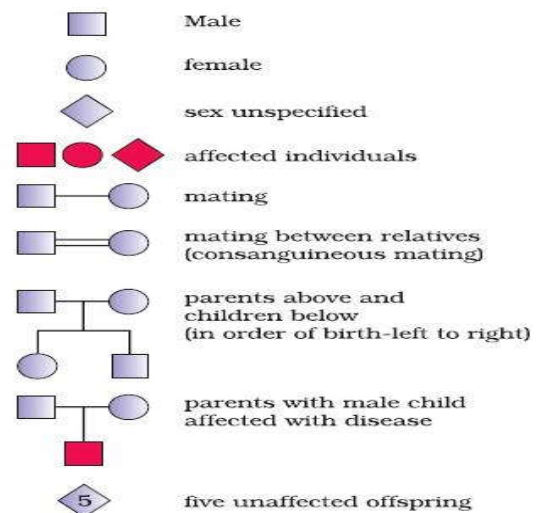 Male
female
sex unspecified
affected individuals
mating
mating between relatives
(consanguineous mating)
parents above and
children below
(in order of birth-left to right)
parents with male child
affected with disease
5 five unaffected offspring